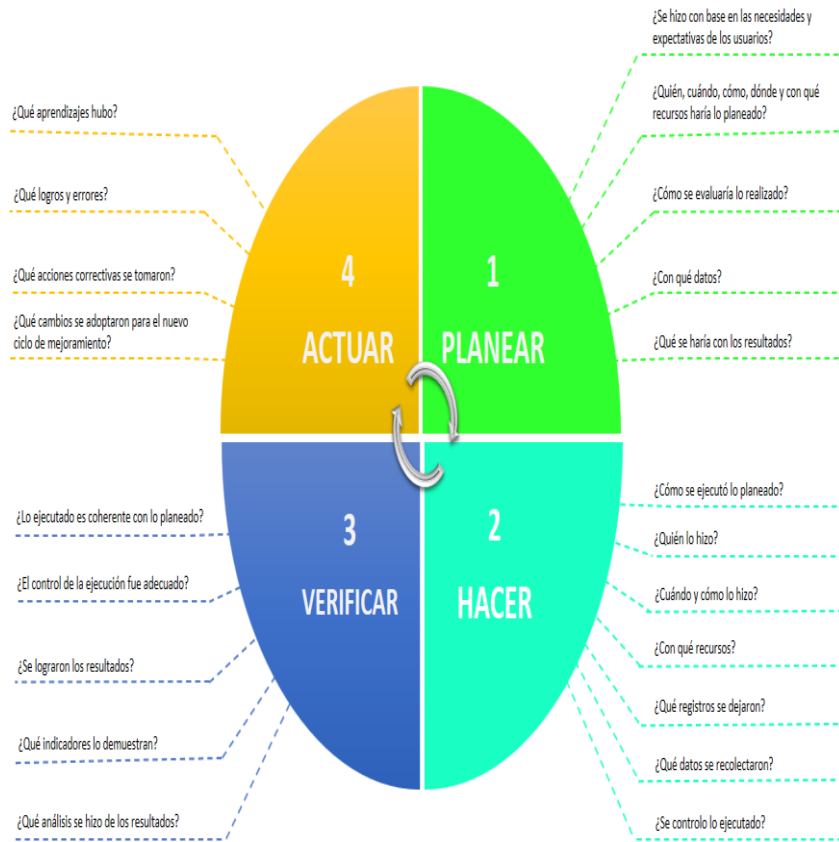 ¿Se hizo con base en las necesidades y
expectativas de los usuarios?
¿Quién, cuándo, cómo, dónde y con qué
recursos haría lo planeado?
¿Cómo se evaluaría lo realizado?
¿Con qué datos?
¿Qué se haría con los resultados?
1
PLANEAR
¿Cómo se ejecutó lo planeado?
¿Quién lo hizo?
¿Cuándo y cómo lo hizo?
¿Con qué recursos?
¿Qué registros se dejaron?
¿Qué datos se recolectaron?
¿Se controlo lo ejecutado?
2
HACER
¿Lo ejecutado es coherente con lo planeado?
¿El control de la ejecución fue adecuado?
¿Se lograron los resultados?
¿Qué indicadores lo demuestran?
¿Qué análisis se hizo de los resultados?
3
VERIFICAR
¿Qué aprendizajes hubo?
¿Qué logros y errores?
¿Qué acciones correctivas se tomaron?
¿Qué cambios se adoptaron para el nuevo
ciclo de mejoramiento?
4
ACTUAR